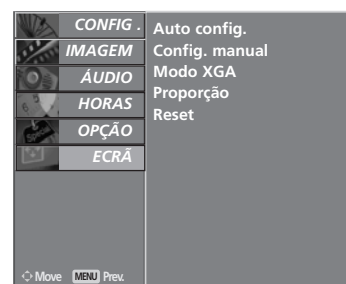 CONFIG .
IMAGEM
ÁUDIO
HORAS
OPÇÃO
ECRÃ
Auto config.
Config. manual
Modo XGA
Proporção
Reset
Move MENU Prev.